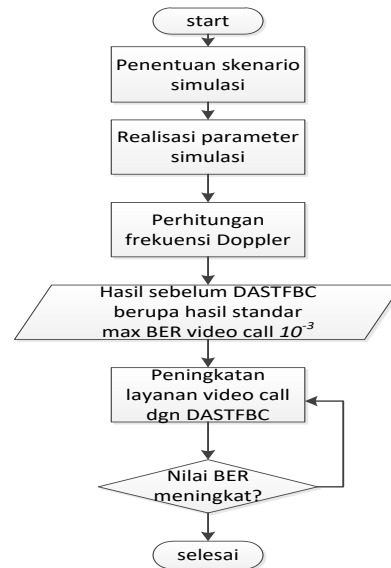 start
Penentuan skenario
simulasi
Realisasi parameter
simulasi
Perhitungan
frekuensi Doppler
Hasil sebelum DASTFBC
berupa hasil standar
max BER video call 10⁻³
Peningkatan
layanan video call
dgn DASTFBC
Nilai BER
meningkat?
selesai